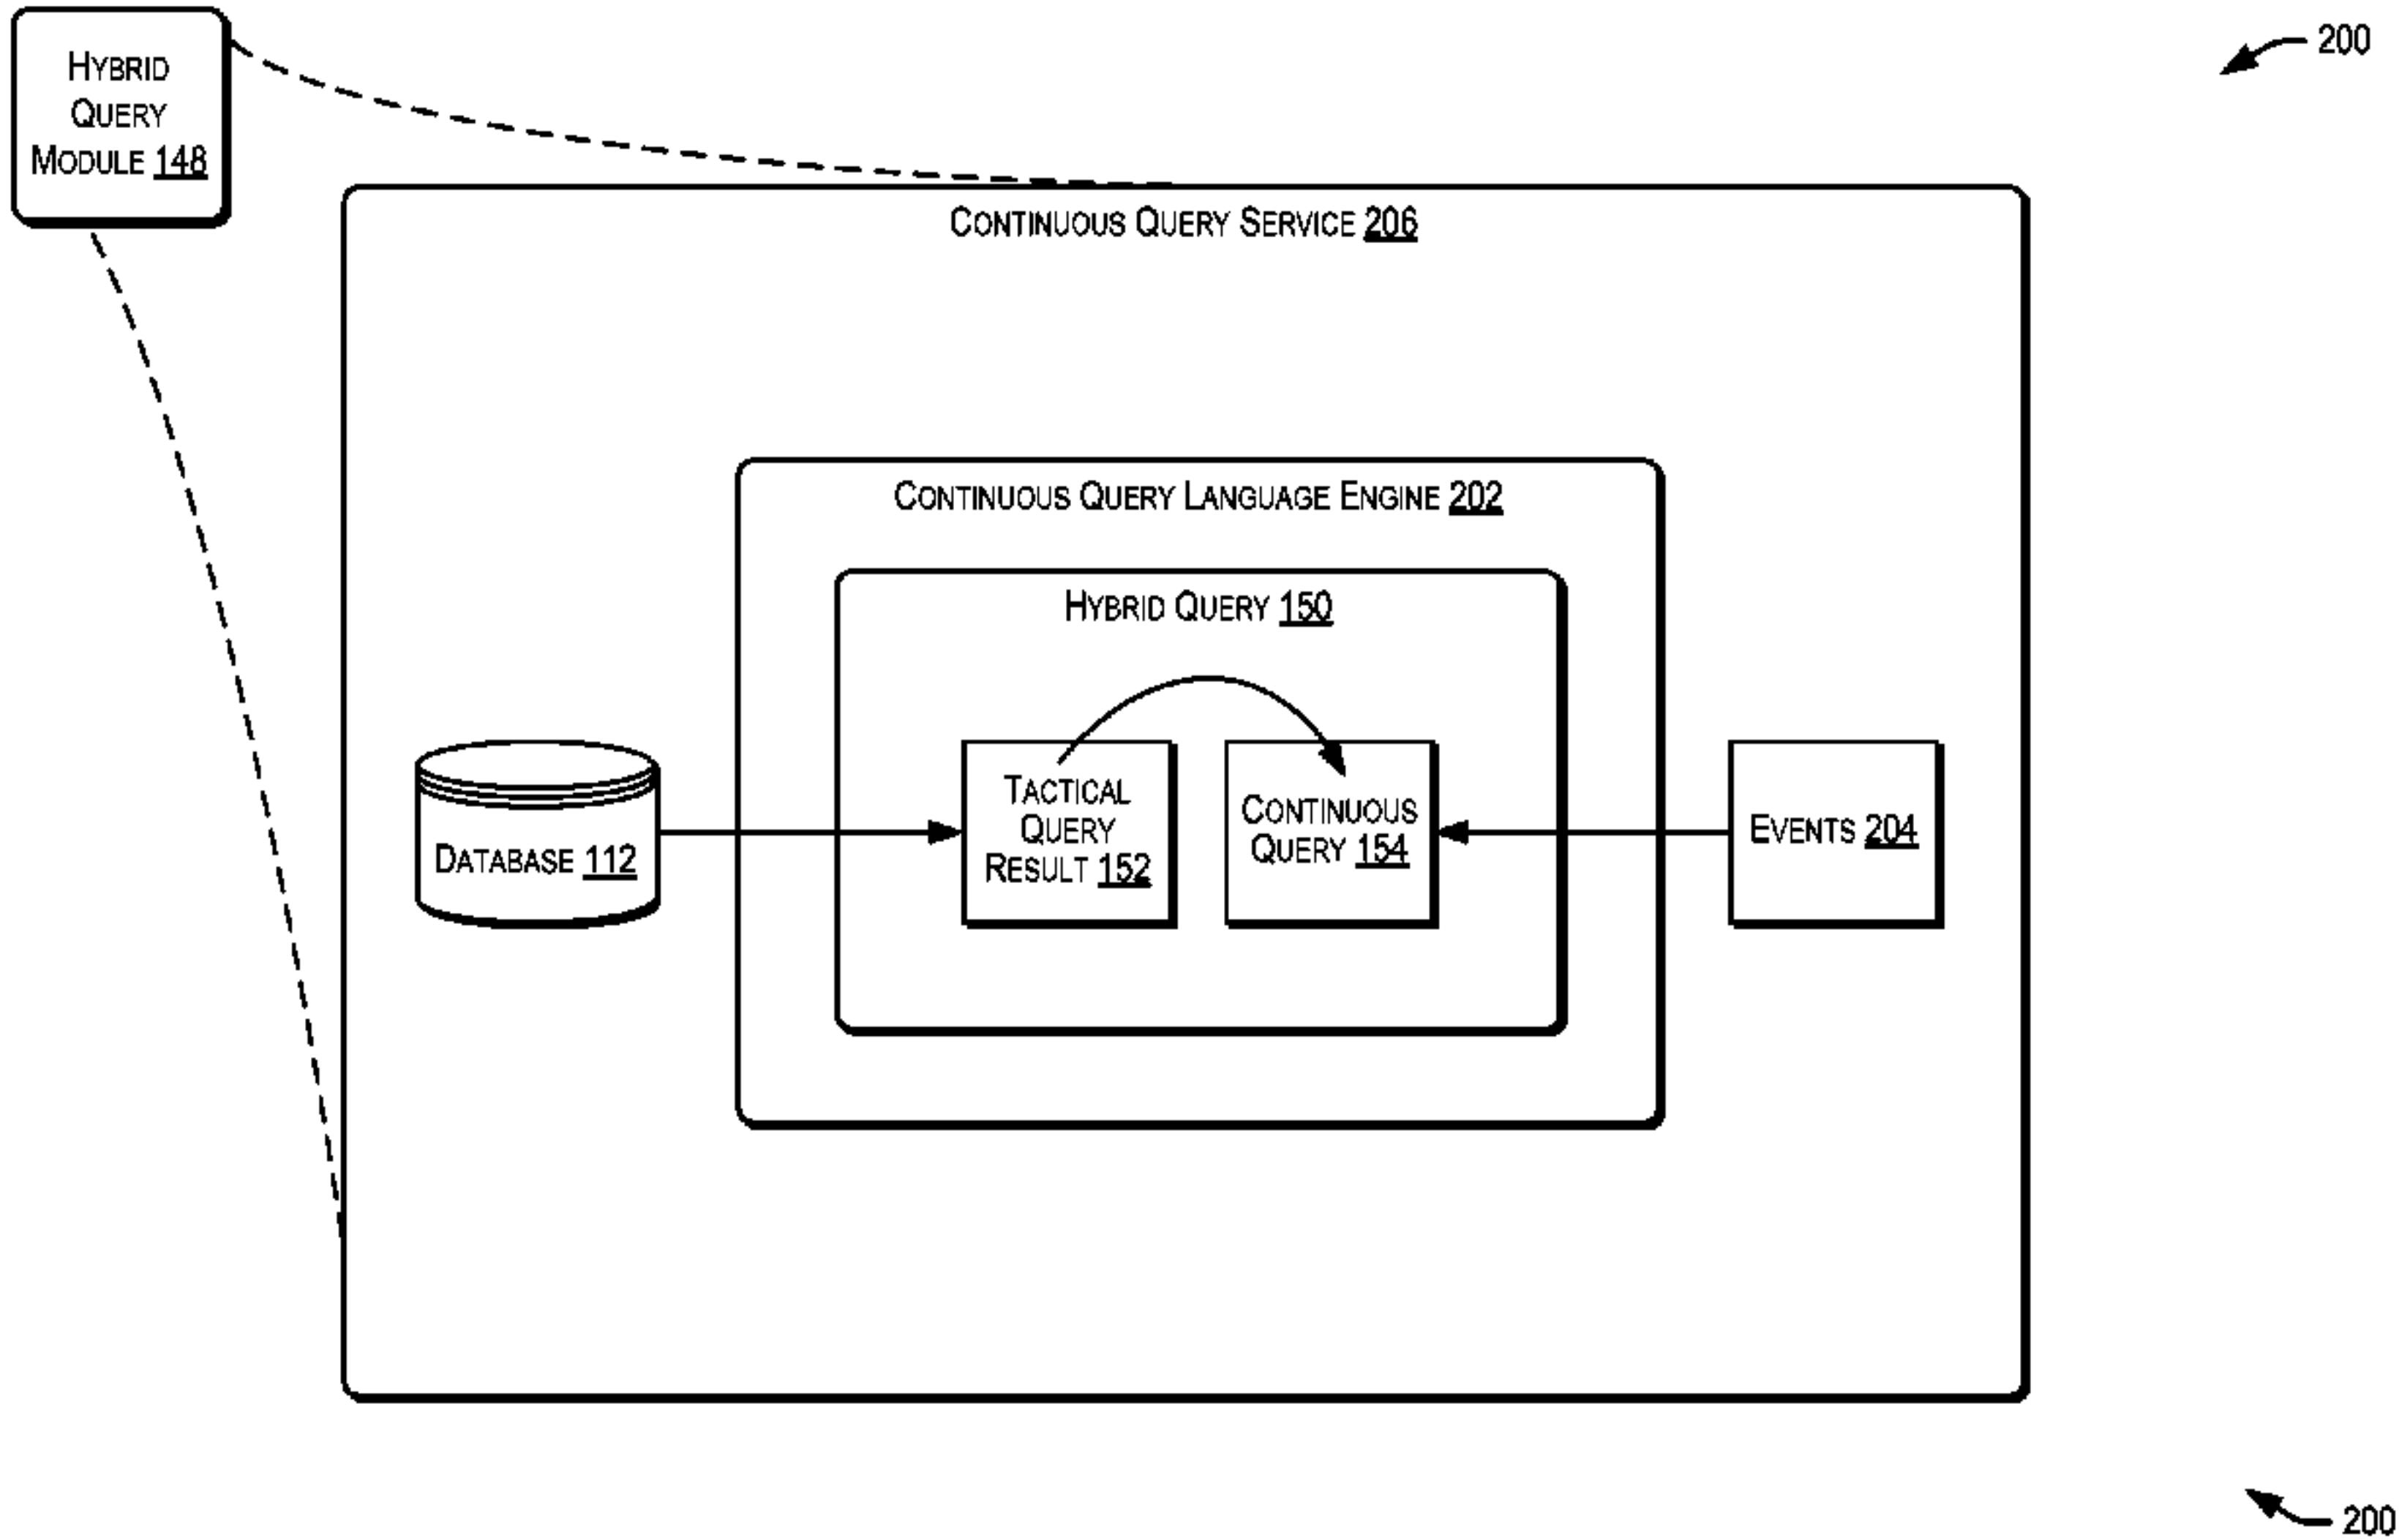 HYBRID
QUERY
MODULE 148
200
CONTINUOUS QUERY SERVICE 206
CONTINUOUS QUERY LANGUAGE ENGINE 202
HYBRID QUERY 150
DATABASE 112
TACTICAL
QUERY
RESULT 152
CONTINUOUS
QUERY 154
EVENTS 204
200